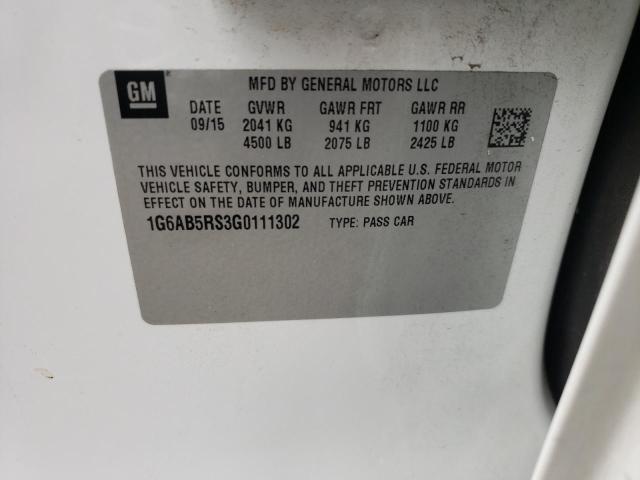 GM
MFD BY GENERAL MOTORS LLC
DATE GVWR GAWR FRT GAWR RR
09/15 2041 KG 941 KG 1100 KG
4500 LB 2075 LB 2425 LB
THIS VEHICLE CONFORMS TO ALL APPLICABLE U.S. FEDERAL MOTOR
VEHICLE SAFETY, BUMPER, AND THEFT PREVENTION STANDARDS IN
EFFECT ON THE DATE OF MANUFACTURE SHOWN ABOVE.
1G6AB5RS3G0111302 TYPE: PASS CAR